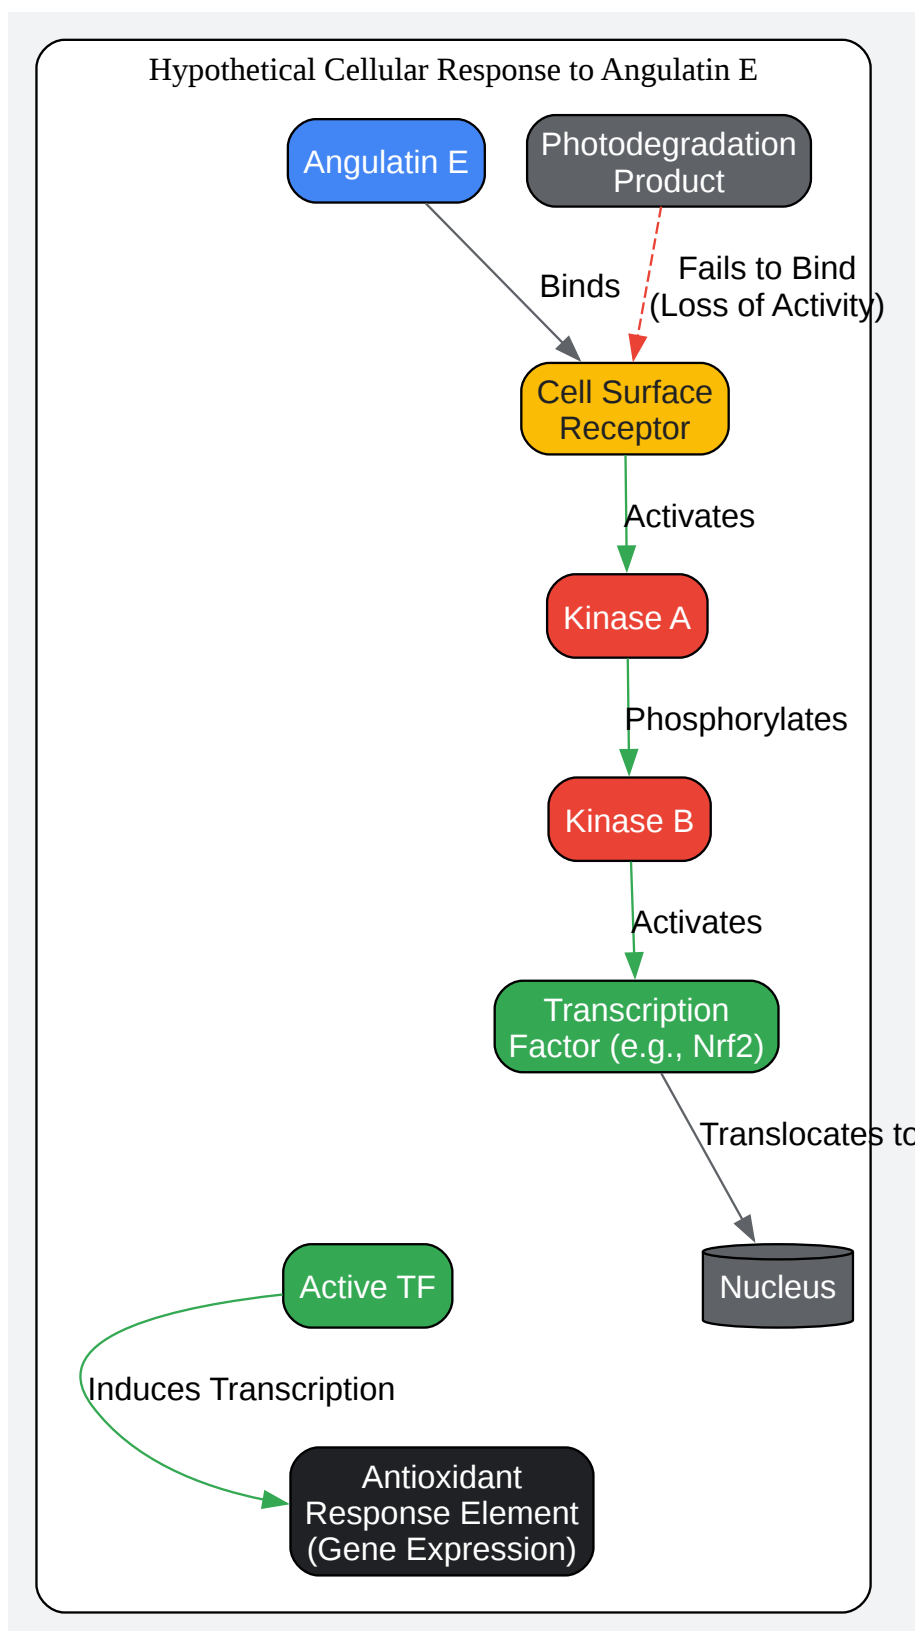 Hypothetical Cellular Response to Angulatin E
Angulatin E
Photodegradation
Product
Binds
Fails to Bind
(Loss of Activity)
Cell Surface
Receptor
Activates
Kinase A
Phosphorylates
Kinase B
Activates
Transcription
Factor (e.g., Nrf2)
Translocates to
Active TF
Nucleus
Induces Transcription
Antioxidant
Response Element
(Gene Expression)